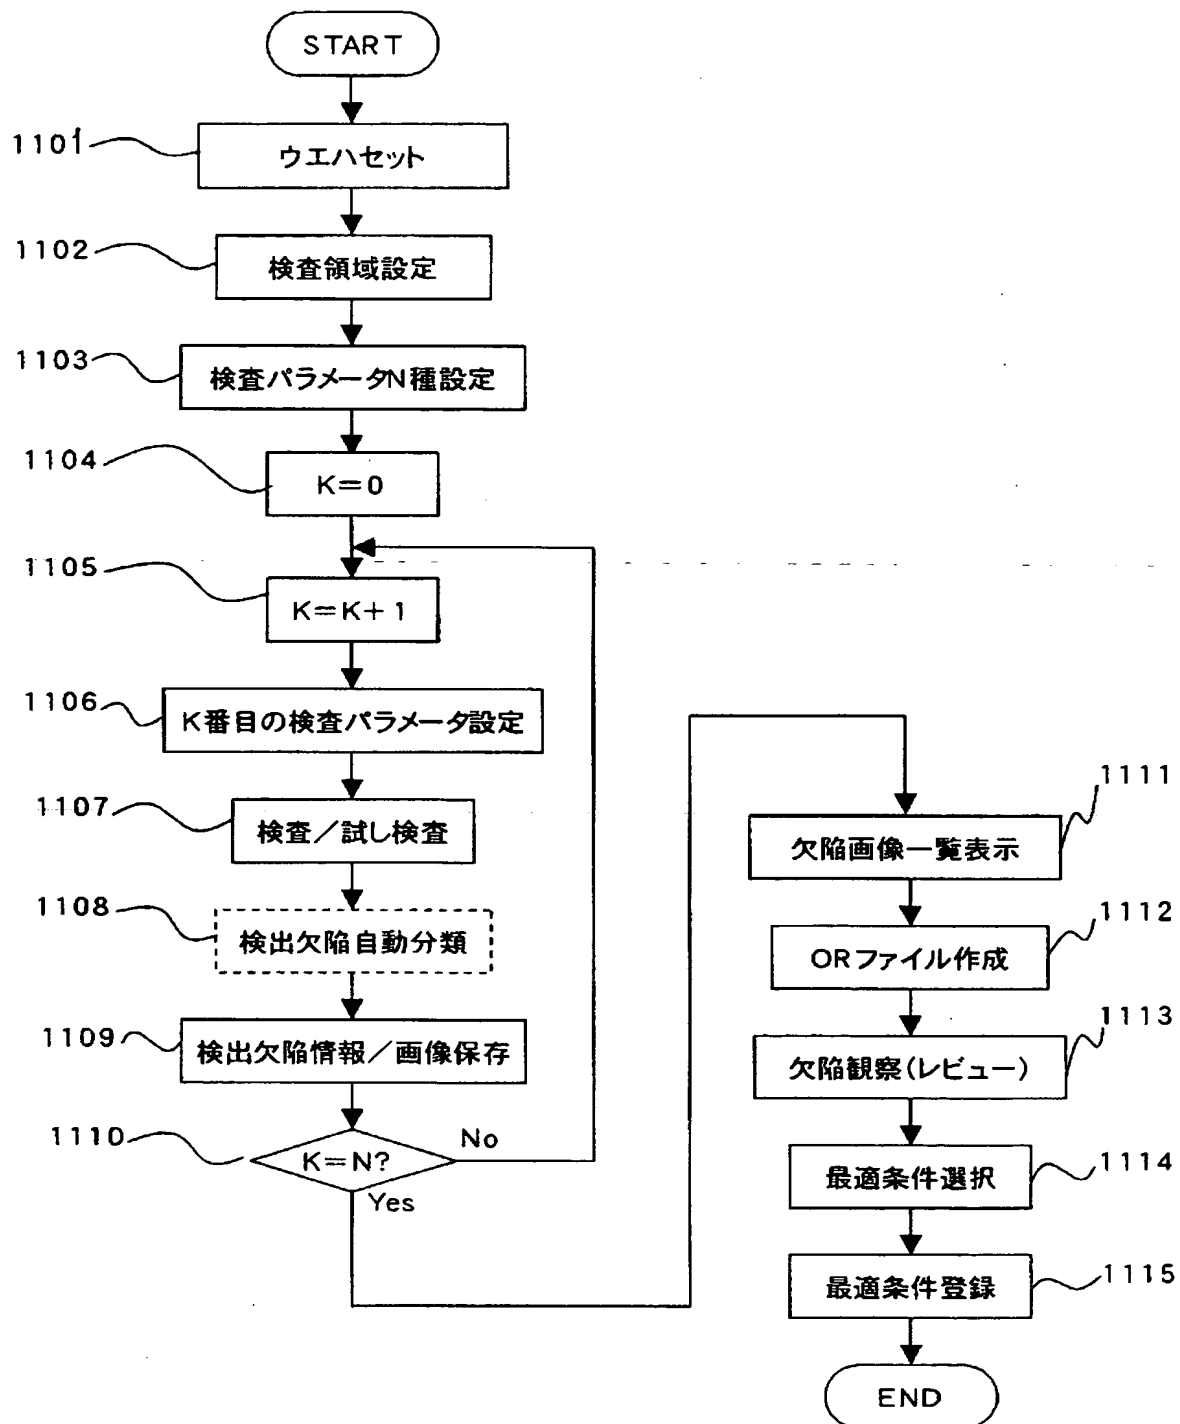 START
1101
ウエハセット
1102
検査領域設定
1103
検査パラメータN種設定
1104
K=0
1105
K=K+1
1106
K番目の検査パラメータ設定
1107
検査/試し検査
1108
検出欠陥自動分類
1109
検出欠陥情報/画像保存
1110
K=N?
No
Yes
1111
欠陥画像一覧表示
1112
ORファイル作成
1113
欠陥観察(レビュー)
1114
最適条件選択
1115
最適条件登録
END